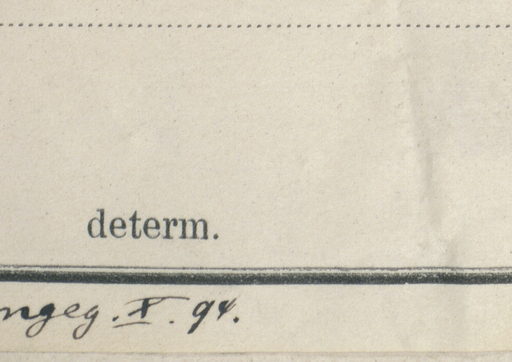 determ.
ngeg. X. 94.